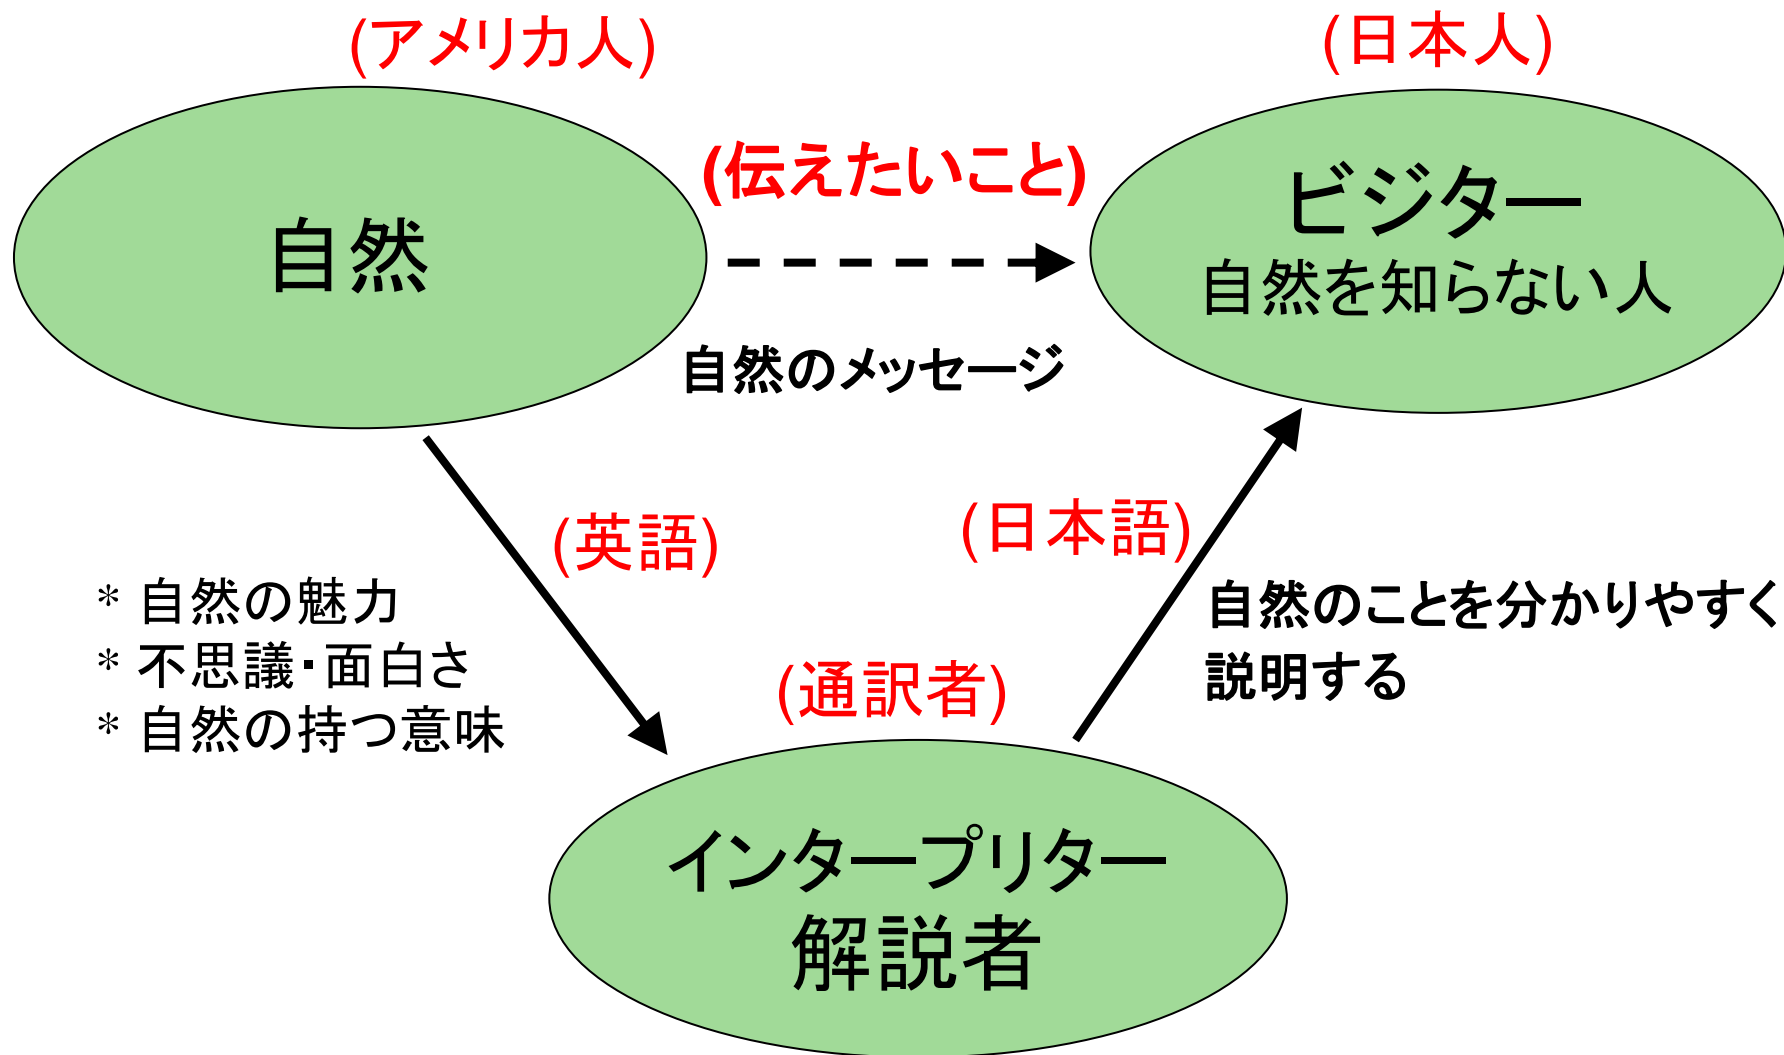 (アメリカ人)
(日本人)
(伝えたいこと)
自然
ビジター
自然を知らない人
自然のメッセージ
(英語)
(日本語)
* 自然の魅力
* 不思議・面白さ
* 自然の持つ意味
自然のことを分かりやすく
説明する
(通訳者)
インタープリター
解説者